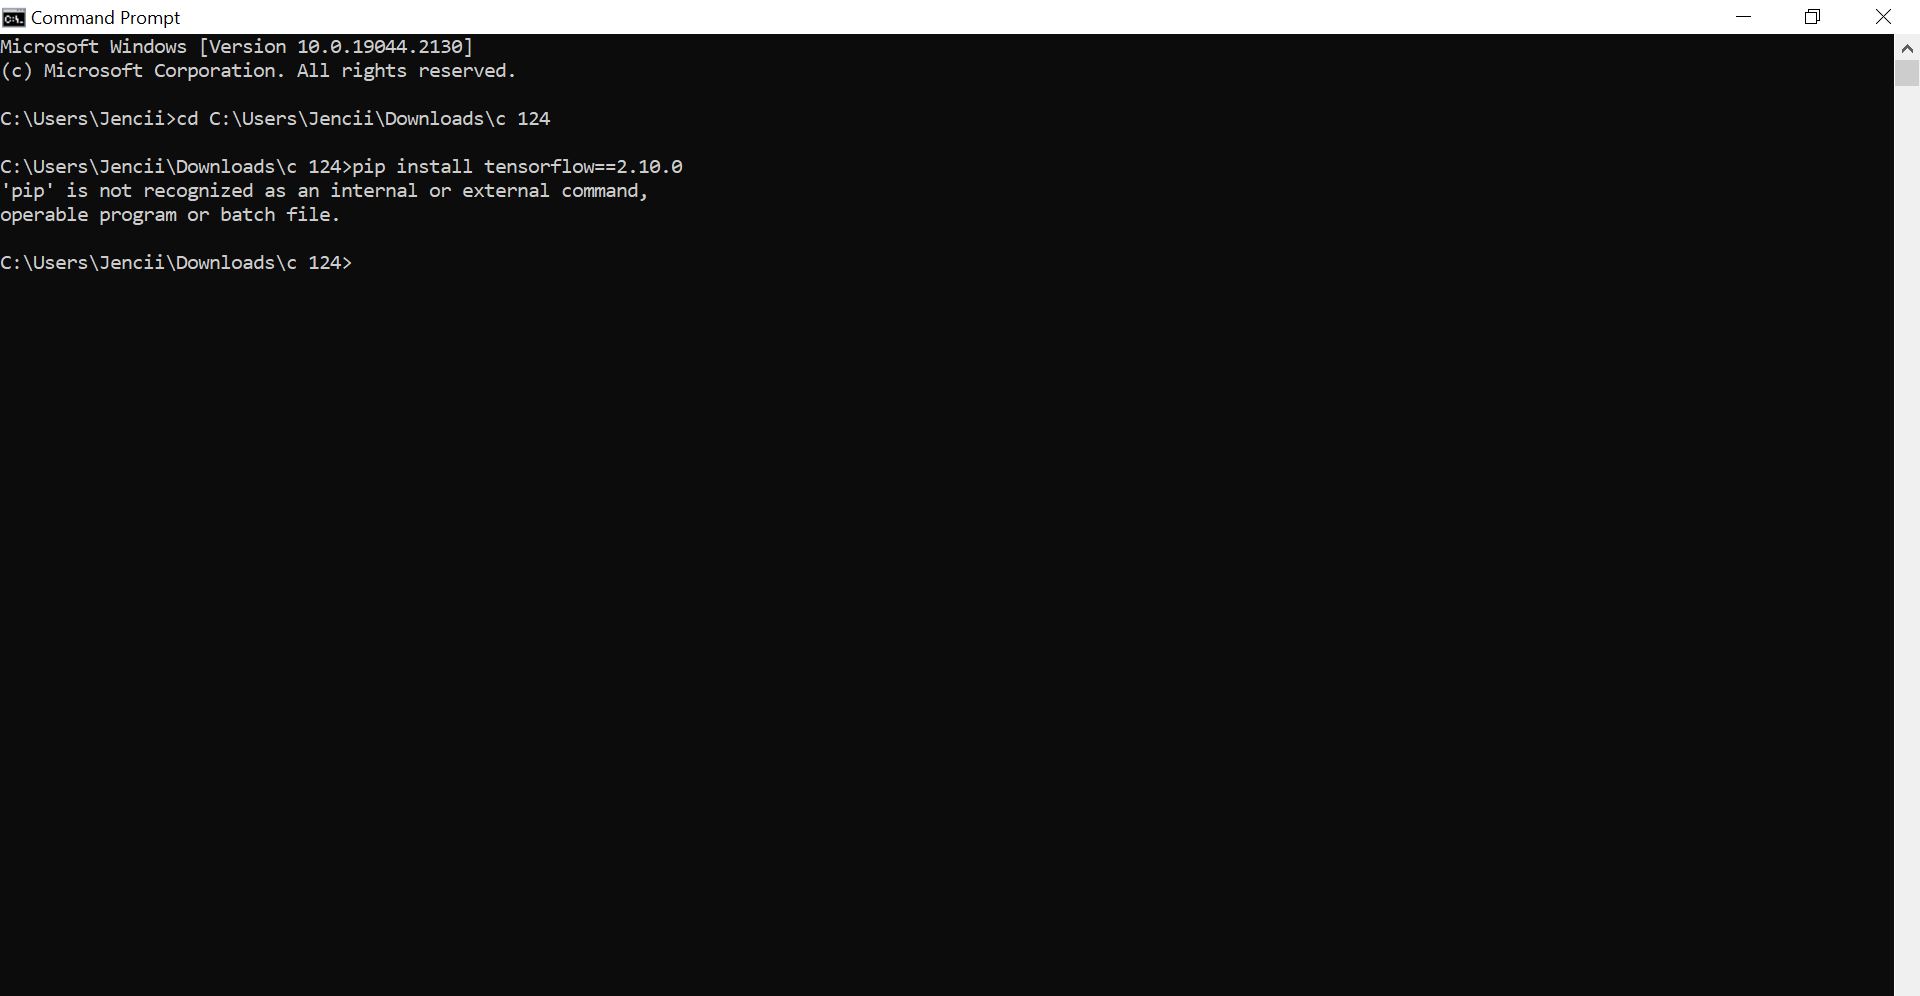 Command Prompt
Microsoft Windows [Version 10.0.19044.2130]
(c) Microsoft Corporation. All rights reserved.
C:\Users\Jencii>cd C:\Users\Jencii\Downloads\c 124
C:\Users\Jencii\Downloads\c 124>pip install tensorflow==2.10.0
'pip' is not recognized as an internal or external command,
operable program or batch file.
C:\Users\Jencii\Downloads\c 124>